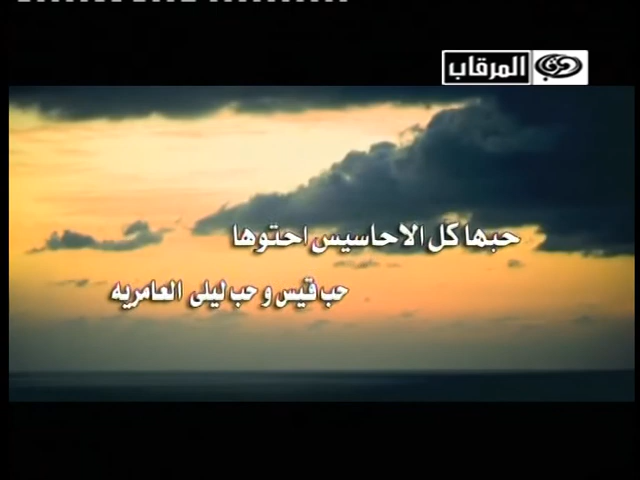 المرقاب
حبها كل الاحاسيس احتوها
حب قيس و حب ليلى العامريه